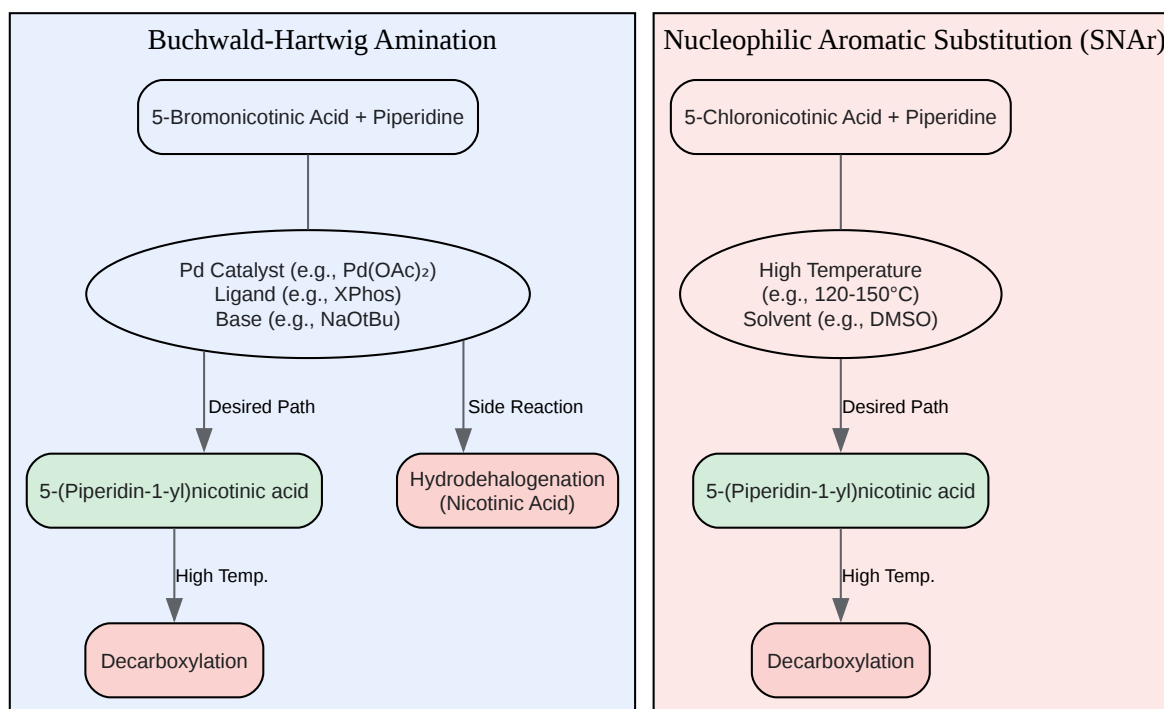 Buchwald-Hartwig Amination
5-Bromonicotinic Acid + Piperidine
Pd Catalyst (e.g., Pd(OAc)₂)
Ligand (e.g., XPhos)
Base (e.g., NaOtBu)
Desired Path
Side Reaction
5-(Piperidin-1-yl)nicotinic acid
Hydrodehalogenation
(Nicotinic Acid)
High Temp.
Decarboxylation
Nucleophilic Aromatic Substitution (SNAr)
5-Chloronicotinic Acid + Piperidine
High Temperature
(e.g., 120-150°C)
Solvent (e.g., DMSO)
Desired Path
5-(Piperidin-1-yl)nicotinic acid
High Temp.
Decarboxylation